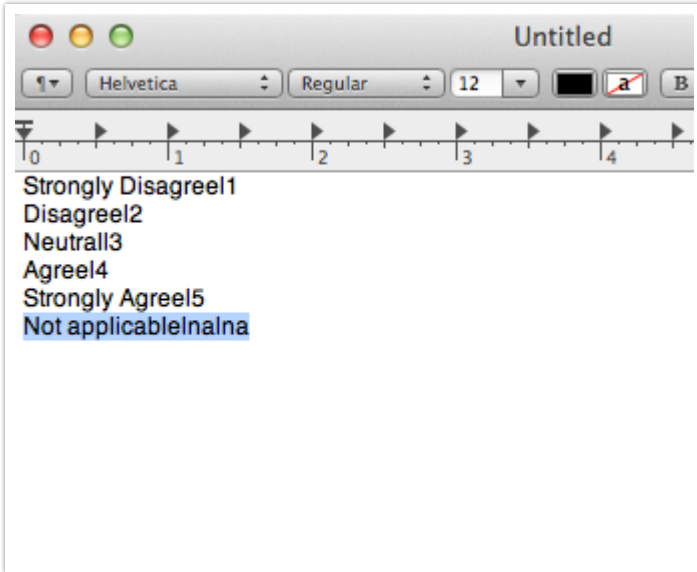 Untitled
¶ Helvetica Regular 12 a B
0 1 2 3 4
Strongly Disagree|1
Disagree|2
Neutral|3
Agree|4
Strongly Agree|5
Not applicable|na|na